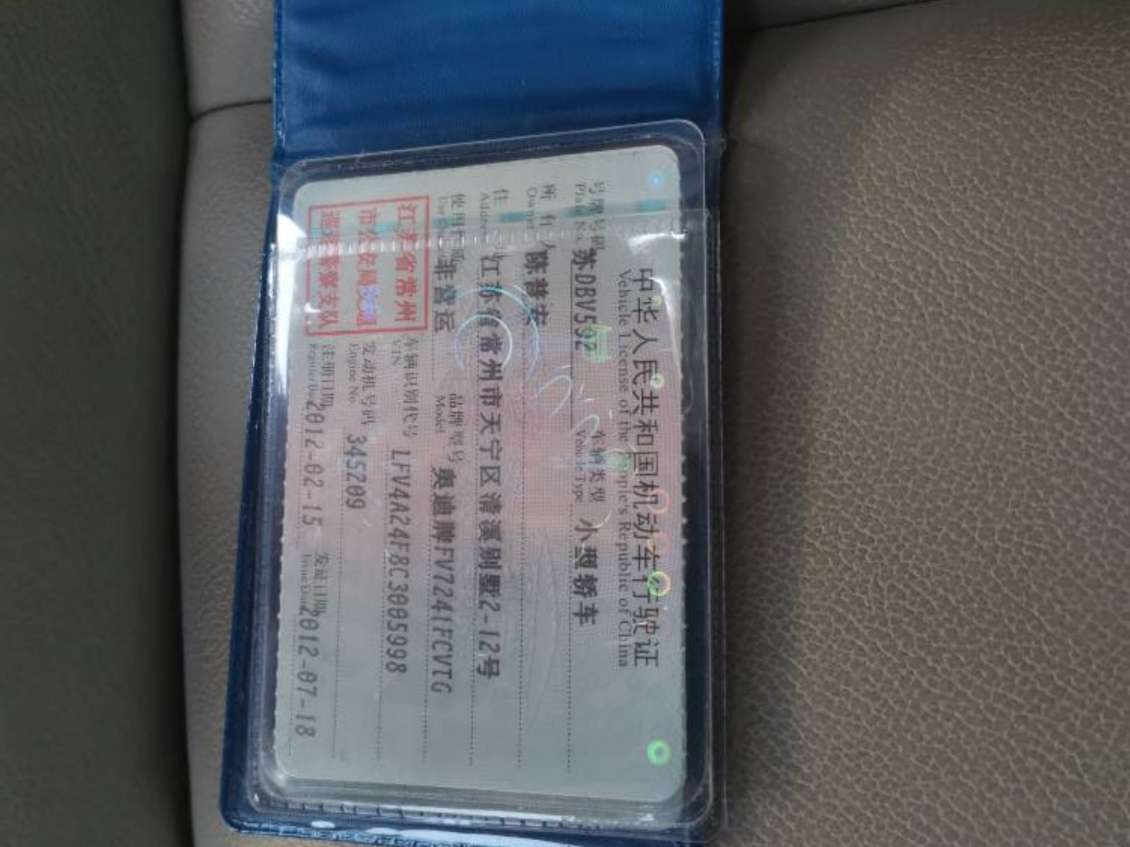 中华人民共和国机动车行驶证
Vehicle License of the People's Republic of China
号牌号码 苏DBV592 车辆类型 小型轿车
Plate No. Vehicle Type
所有人 陈普安
Owner
住 江苏省常州市天宁区清溪别墅2-12号
Address
使用性质 非营运 品牌型号 奥迪牌FV7241FCVTG
Model
江苏省常州
市公安局交通
巡逻警察支队
车辆识别代号 LFV4A24F8C3005998
VIN
发动机号码 345209
Engine No.
注册日期 2012-02-15 发证日期 2012-07-18
Register Date Issue Date